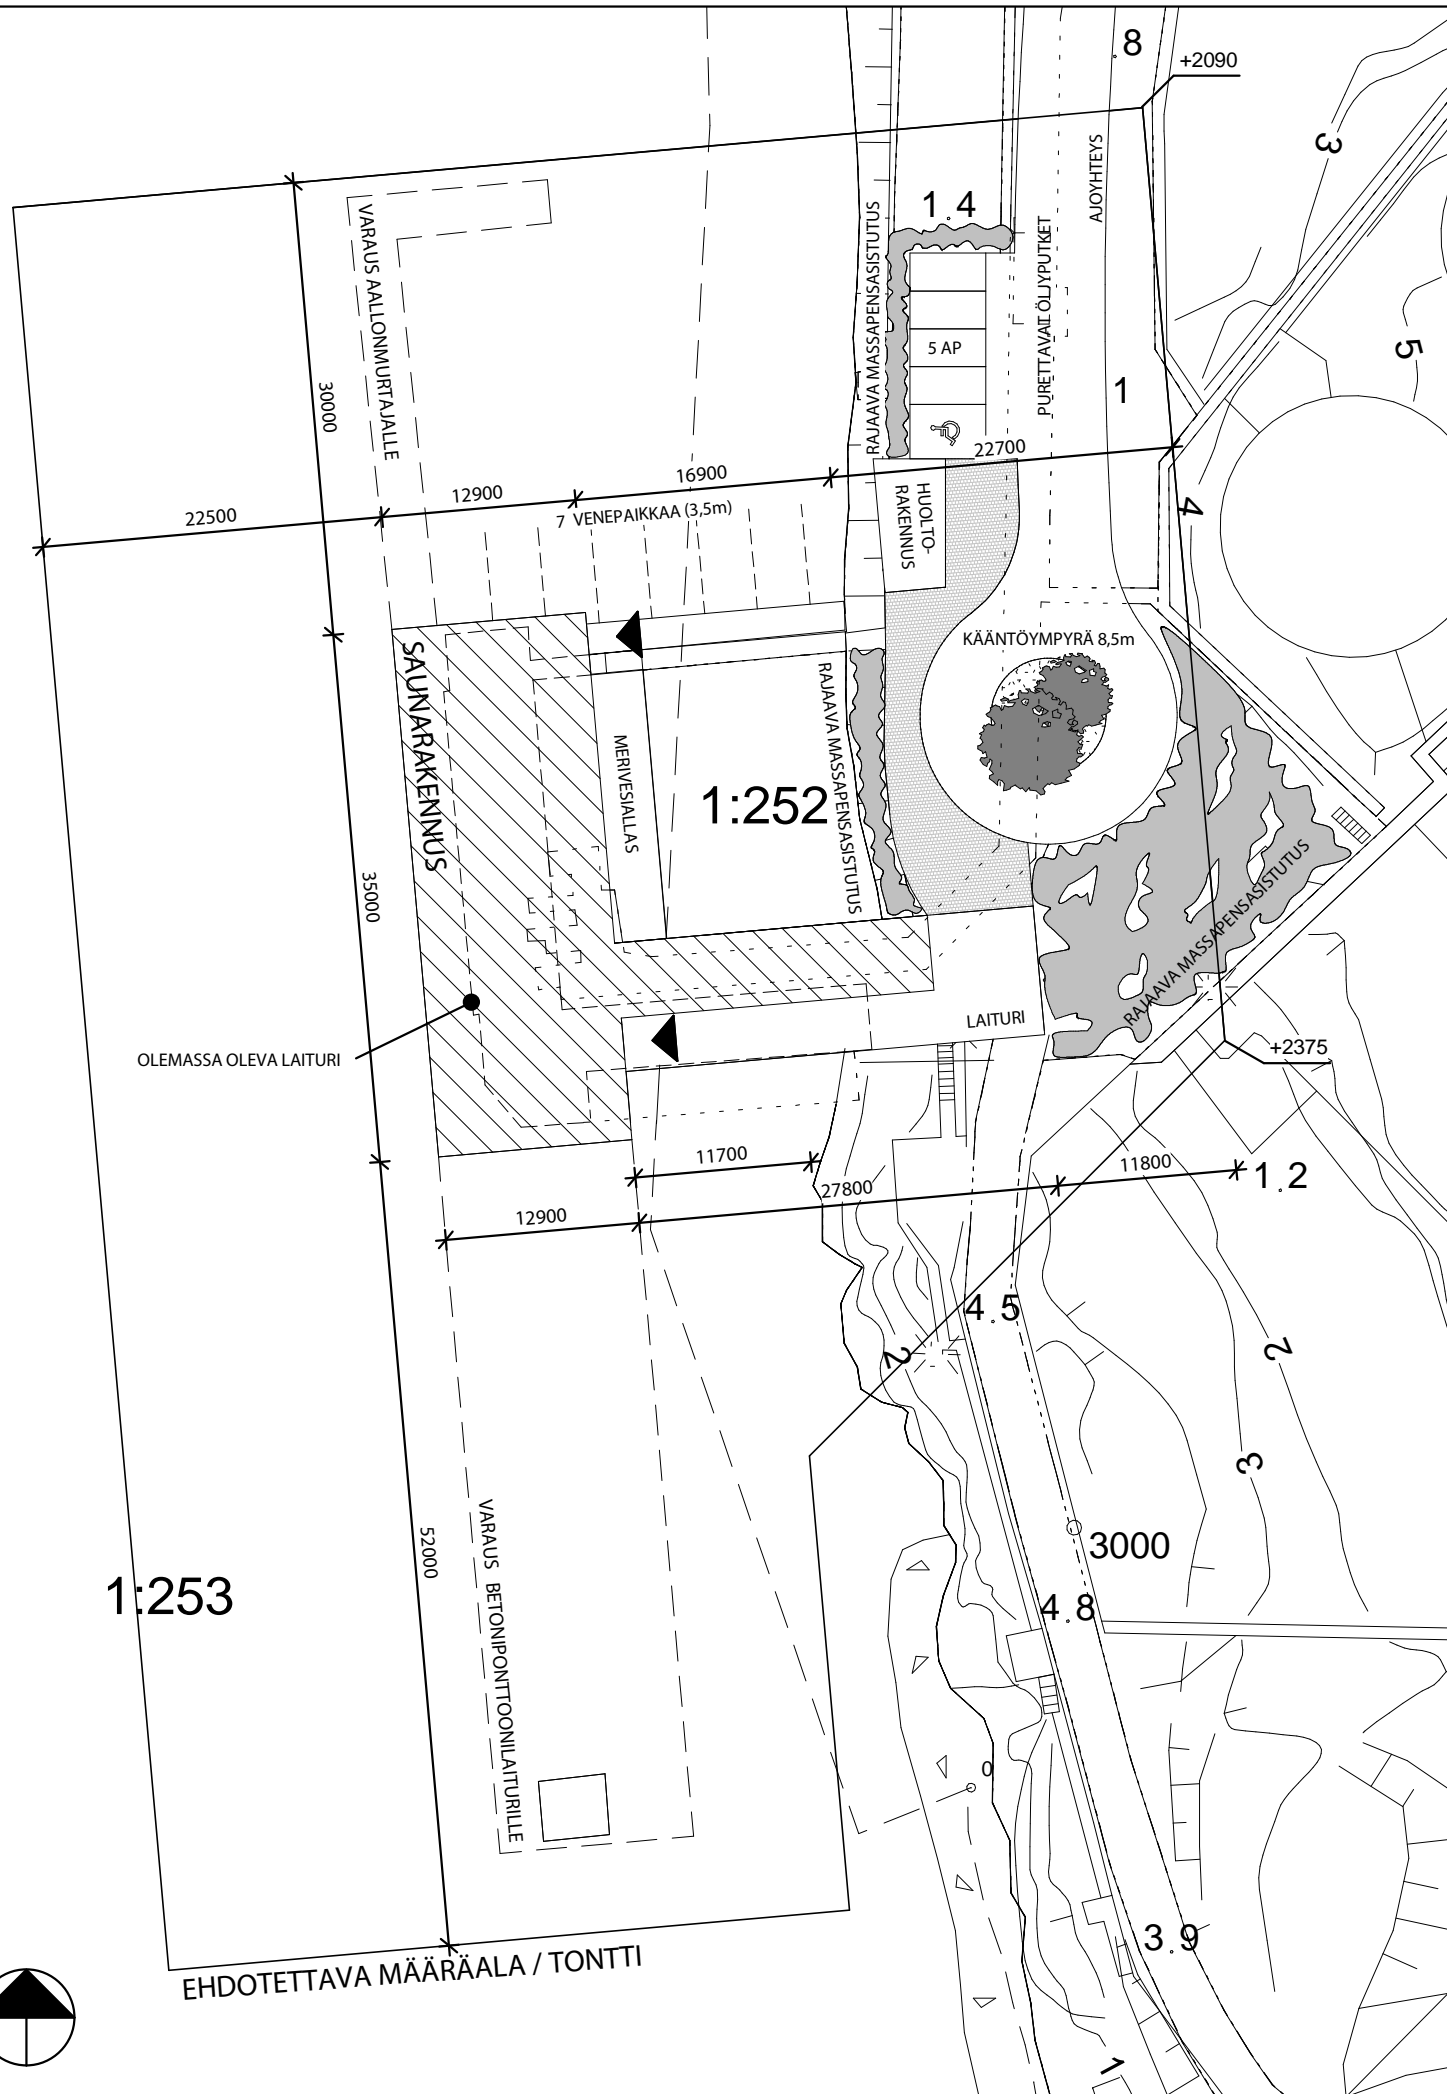 .8
+2090
3
AJOYHTEYS
1.4
VARAUS AALLONMURTAJALLE
RAJAAVA MASSAPENSASISTUTUS
PURETTAVAT ÖLJYPUTKET
5 AP
5
1
30000
22700
16900
12900
22500
7 VENEPAIKKAA (3,5m)
HUOLTO-
RAKENNUS
4
KÄÄNTÖYMPYRÄ 8,5m
SAUNARAKENNUS
MERIVESIALLAS
RAJAAVA MASSAPENSASISTUTUS
1:252
35000
RAJAAVA MASSAPENSASISTUTUS
LAITURI
OLEMASSA OLEVA LAITURI
+2375
11700
11800
1.2
27800
12900
4.5
2
2
3
52000
VARAUS BETONIPONTTOONILAITURILLE
3000
1:253
4.8
0
3.9
EHDOTETTAVA MÄÄRÄALA / TONTTI
1